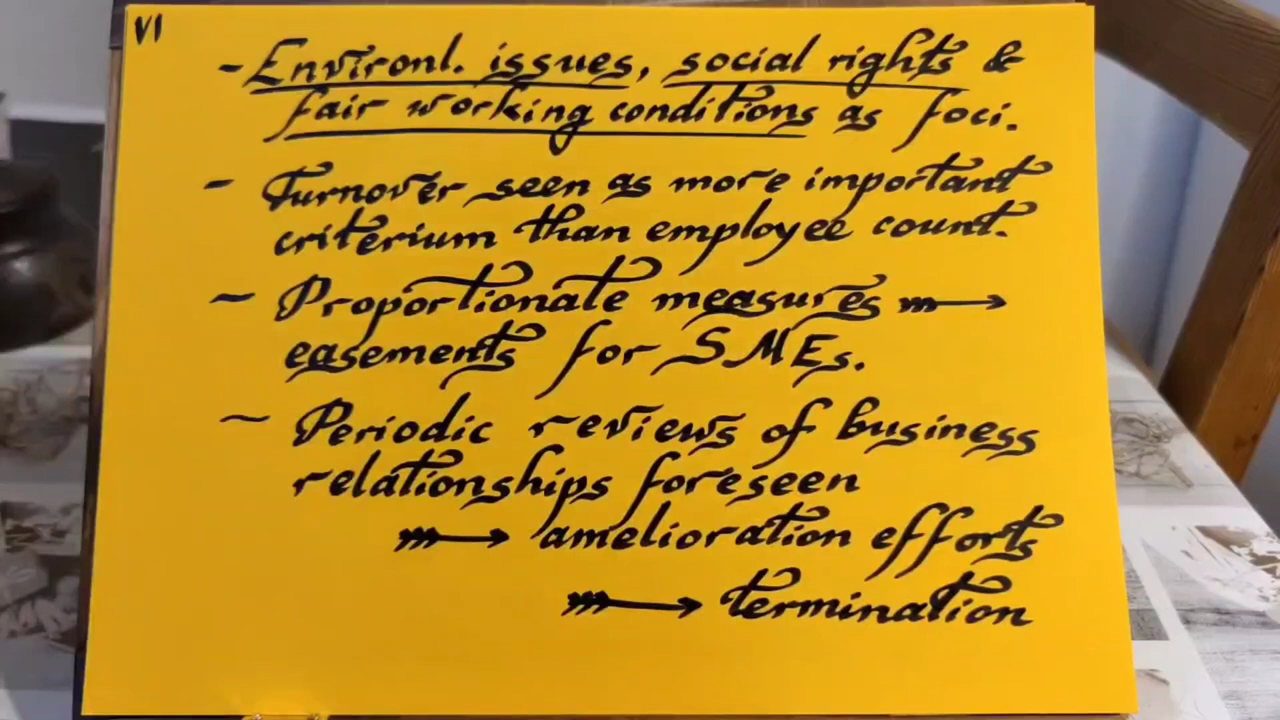 VI
- Environl. issues, social rights &
fair working conditions as foci.
- Turnover seen as more important
criterium than employee count.
~ Proportionate measures →
easements for SMEs.
~ Periodic reviews of business
relationships foreseen
→ amelioration efforts
→ termination